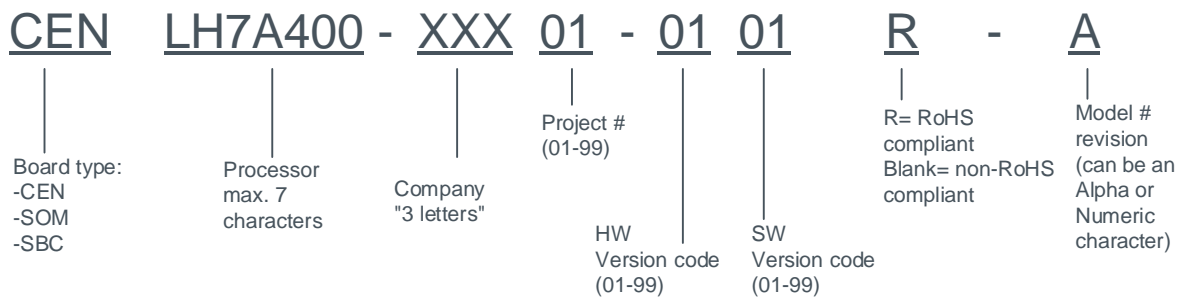 CEN LH7A400 - XXX 01 - 01 01 R - A
Board type:
-CEN
-SOM
-SBC
Processor
max. 7
characters
Company
"3 letters"
Project #
(01-99)
HW
Version code
(01-99)
SW
Version code
(01-99)
R= RoHS
compliant
Blank= non-RoHS
compliant
Model #
revision
(can be an
Alpha or
Numeric
character)